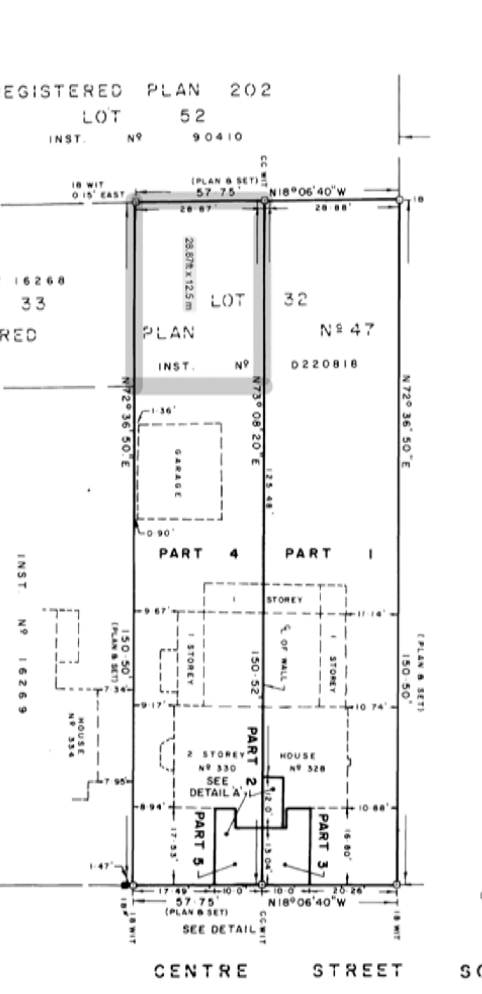 EGISTERED PLAN 202
LOT 52
INST. Nº 90410
18 WIT
0.15' EAST
(PLAN & SET)
57·75'
CC WIT
N18°06'40"W
18
28·87'
28·88'
16268
33
RED
28.87ft x 12.5 m
LOT 32
PLAN Nº 47
INST. Nº D220818
N72°36'50"E
N73°08'20"E
N72°36'50"E
1·36'
GARAGE
125·48'
0·90'
PART 4 PART 1
INST. Nº 16269
1 STOREY
9·67'
11·14'
150·50'
(PLAN & SET)
1 STOREY
150·52'
℄ OF WALL
1 STOREY
150·50'
(PLAN & SET)
7·34'
9·17'
10·74'
HOUSE
Nº 334
2 STOREY HOUSE
Nº 330 Nº 328
PART 2
SEE
DETAIL 'A'
7·95'
12·0'
8·94'
10·88'
PART 5
17·53'
13·04'
PART 3
16·80'
1·47'
17·49' 10·0' 10·0' 20·26'
57·75'
N18°06'40"W
(PLAN & SET)
18" 18 WIT
CC WIT
18 WIT
SEE DETAIL
CENTRE STREET SO